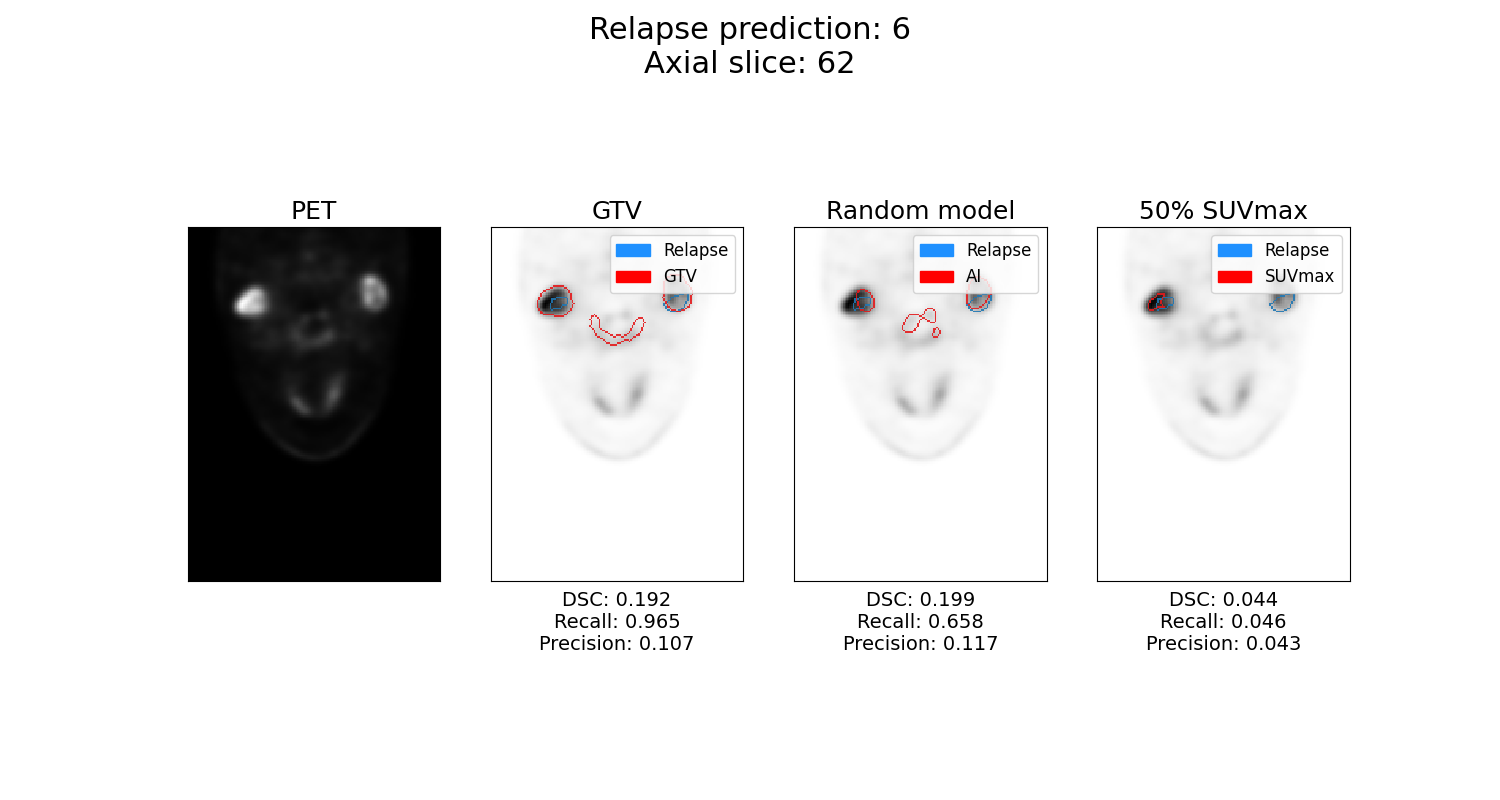 Relapse prediction: 6
Axial slice: 62
PET
GTV
Relapse
GTV
DSC: 0.192
Recall: 0.965
Precision: 0.107
Random model
Relapse
AI
DSC: 0.199
Recall: 0.658
Precision: 0.117
50% SUVmax
Relapse
SUVmax
DSC: 0.044
Recall: 0.046
Precision: 0.043